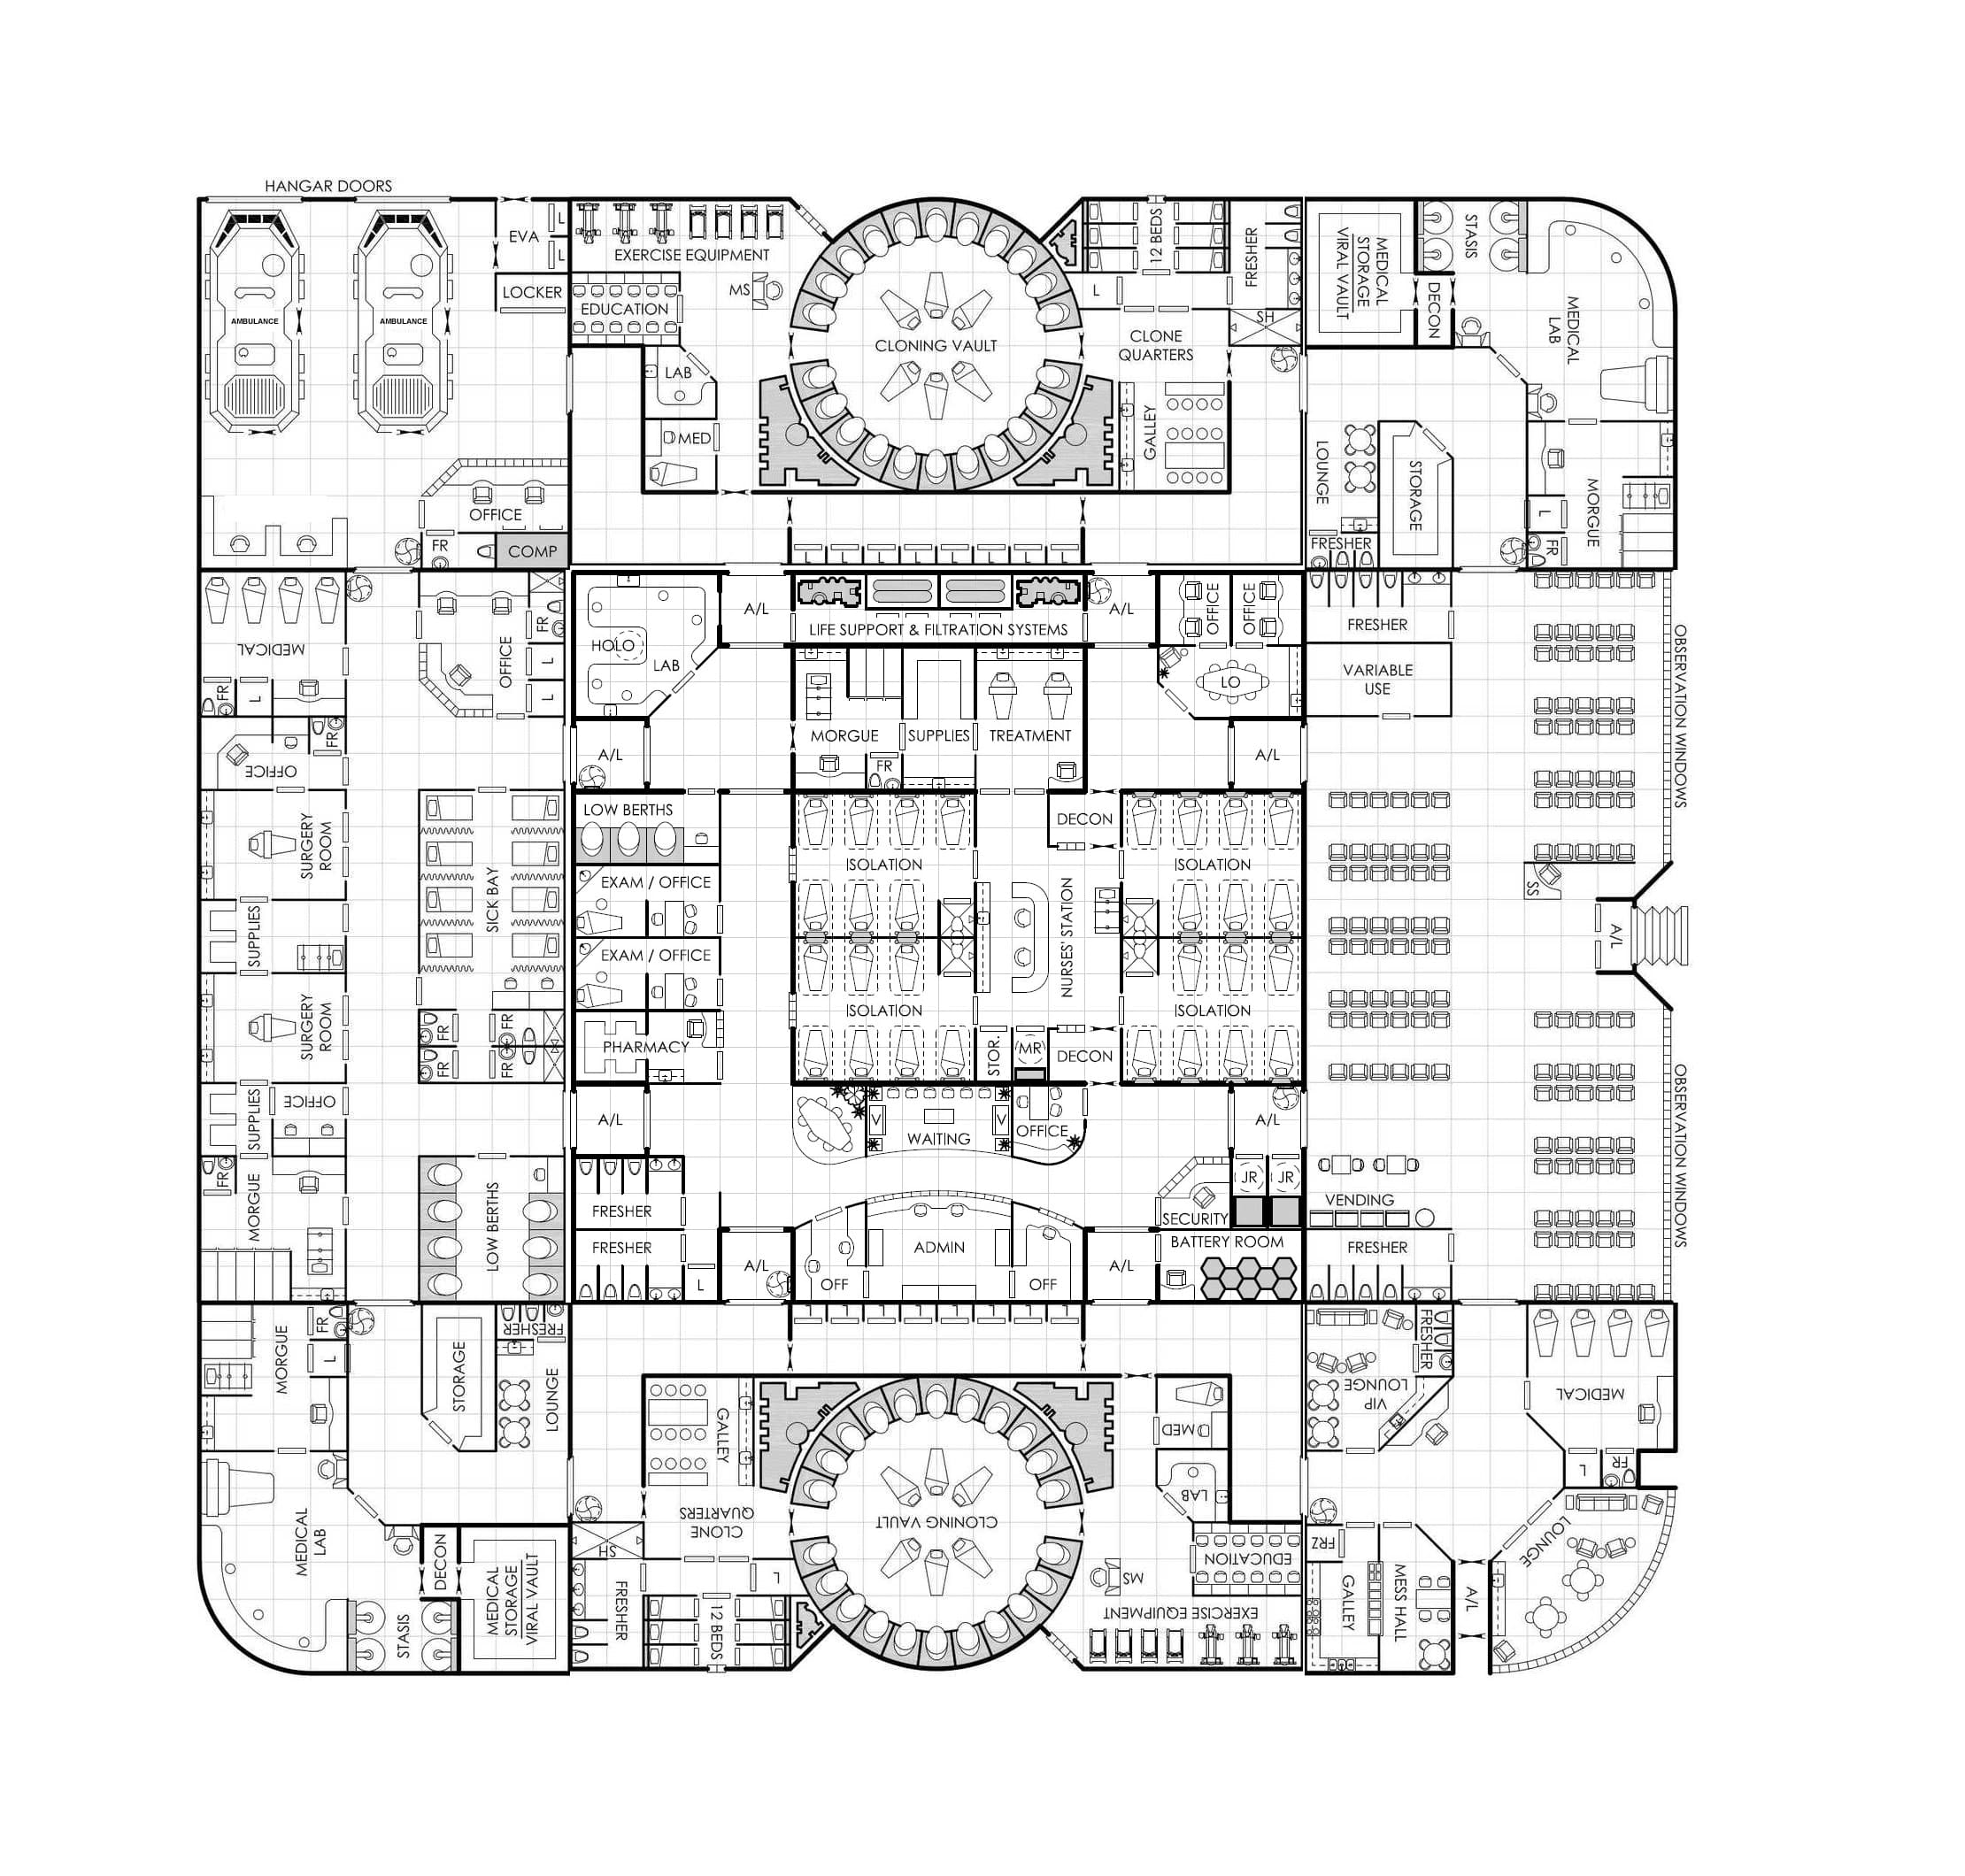 HANGAR DOORS
EVA
L
L
LOCKER
AMBULANCE
AMBULANCE
OFFICE
FR
COMP
EXERCISE EQUIPMENT
MS
EDUCATION
LAB
MED
CLONING VAULT
12 BEDS
FRESHER
L
SH
CLONE
QUARTERS
GALLEY
L
L
L
L
L
L
L
L
MEDICAL
STORAGE
VIRAL VAULT
STASIS
DECON
MEDICAL
LAB
LOUNGE
STORAGE
FRESHER
L
FR
MORGUE
MEDICAL
FR
L
OFFICE
FR
L
L
OFFICE
FR
SURGERY
ROOM
SUPPLIES
SICK BAY
SURGERY
ROOM
FR
FR
FR
FR
SUPPLIES
OFFICE
FR
MORGUE
LOW BERTHS
HOLO
LAB
A/L
LIFE SUPPORT & FILTRATION SYSTEMS
A/L
OFFICE
OFFICE
LO
A/L
MORGUE
FR
SUPPLIES
TREATMENT
A/L
LOW BERTHS
EXAM / OFFICE
EXAM / OFFICE
PHARMACY
ISOLATION
ISOLATION
DECON
NURSES' STATION
STOR.
MR
DECON
ISOLATION
ISOLATION
A/L
V
WAITING
V
OFFICE
A/L
JR
JR
FRESHER
FRESHER
L
A/L
OFF
ADMIN
OFF
A/L
SECURITY
BATTERY ROOM
FRESHER
VARIABLE
USE
OBSERVATION WINDOWS
SS
A/L
OBSERVATION WINDOWS
VENDING
FRESHER
MORGUE
FR
L
STORAGE
FRESHER
LOUNGE
MEDICAL
LAB
DECON
STASIS
MEDICAL
STORAGE
VIRAL VAULT
L
L
L
L
L
L
L
L
GALLEY
CLONE
QUARTERS
SH
FRESHER
L
12 BEDS
CLONING VAULT
MED
LAB
EDUCATION
MS
EXERCISE EQUIPMENT
FRESHER
VIP
LOUNGE
MEDICAL
L
FR
FRZ
GALLEY
MESS HALL
A/L
LOUNGE